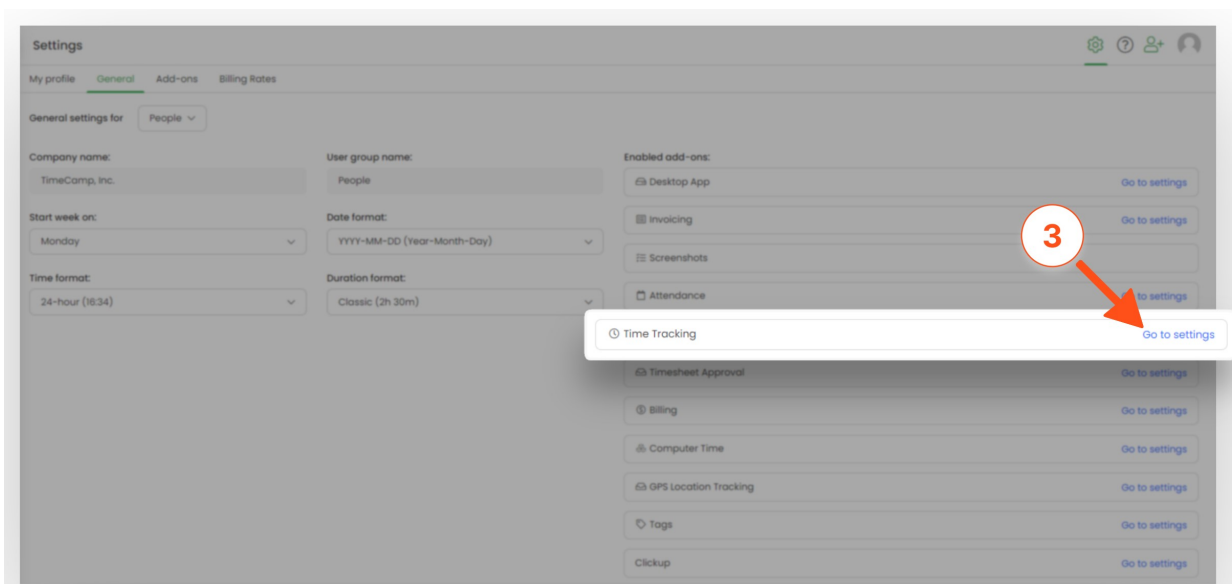 Settings
My profile General Add-ons Billing Rates
General settings for People
Company name:
TimeCamp, Inc.
User group name:
People
Start week on:
Monday
Date format:
YYYY-MM-DD (Year-Month-Day)
Time format:
24-hour (16:34)
Duration format:
Classic (2h 30m)
Enabled add-ons:
Desktop App Go to settings
Invoicing Go to settings
3
Screenshots
Attendance to settings
Time Tracking Go to settings
Timesheet Approval Go to settings
Billing Go to settings
Computer Time Go to settings
GPS Location Tracking Go to settings
Tags Go to settings
Clickup Go to settings